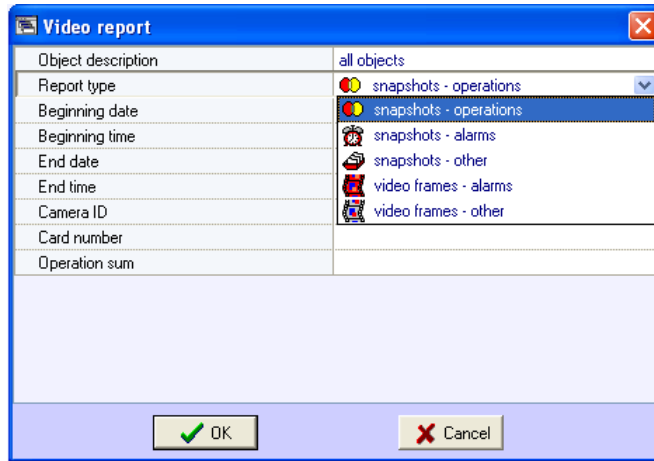 Video report
Object description all objects
Report type snapshots - operations
Beginning date snapshots - operations
Beginning time snapshots - alarms
End date snapshots - other
End time video frames - alarms
Camera ID video frames - other
Card number
Operation sum
OK Cancel